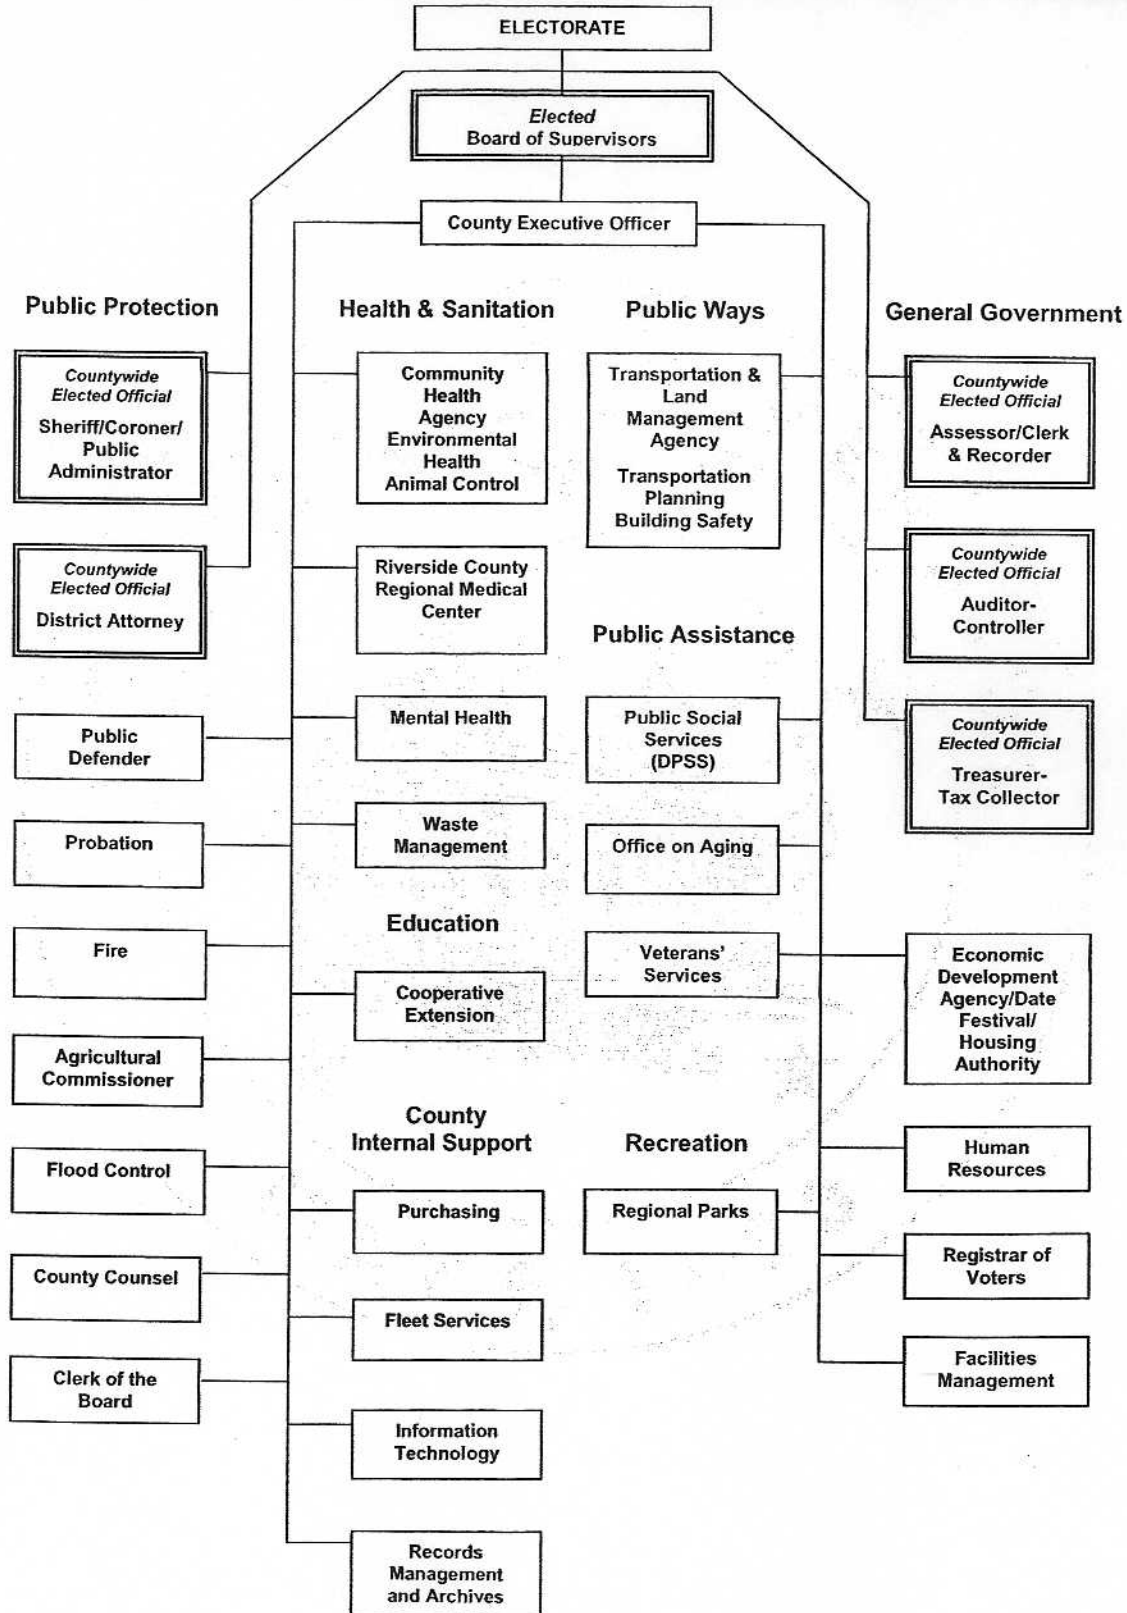 ELECTORATE
Elected
Board of Supervisors
County Executive Officer
Public Protection
Countywide
Elected Official
Sheriff/Coroner/
Public
Administrator
Countywide
Elected Official
District Attorney
Public
Defender
Probation
Fire
Agricultural
Commissioner
Flood Control
County Counsel
Clerk of the
Board
Health & Sanitation
Community
Health
Agency
Environmental
Health
Animal Control
Riverside County
Regional Medical
Center
Mental Health
Waste
Management
Education
Cooperative
Extension
County
Internal Support
Purchasing
Fleet Services
Information
Technology
Records
Management
and Archives
Public Ways
Transportation &
Land
Management
Agency
Transportation
Planning
Building Safety
Public Assistance
Public Social
Services
(DPSS)
Office on Aging
Veterans'
Services
Recreation
Regional Parks
General Government
Countywide
Elected Official
Assessor/Clerk
& Recorder
Countywide
Elected Official
Auditor-
Controller
Countywide
Elected Official
Treasurer-
Tax Collector
Economic
Development
Agency/Date
Festival/
Housing
Authority
Human
Resources
Registrar of
Voters
Facilities
Management